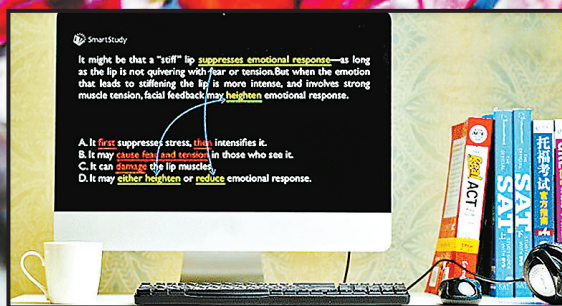 SmartStudy
It might be that a "stiff" lip suppresses emotional response—as long
as the lip is not quivering with fear or tension.But when the emotion
that leads to stiffening the lip is more intense, and involves strong
muscle tension, facial feedback may heighten emotional response.
A. It first suppresses stress, then intensifies it.
B. It may cause fear and tension in those who see it.
C. It can damage the lip muscles.
D. It may either heighten or reduce emotional response.
ACT
SAT
SAT
托福考试
官方指南